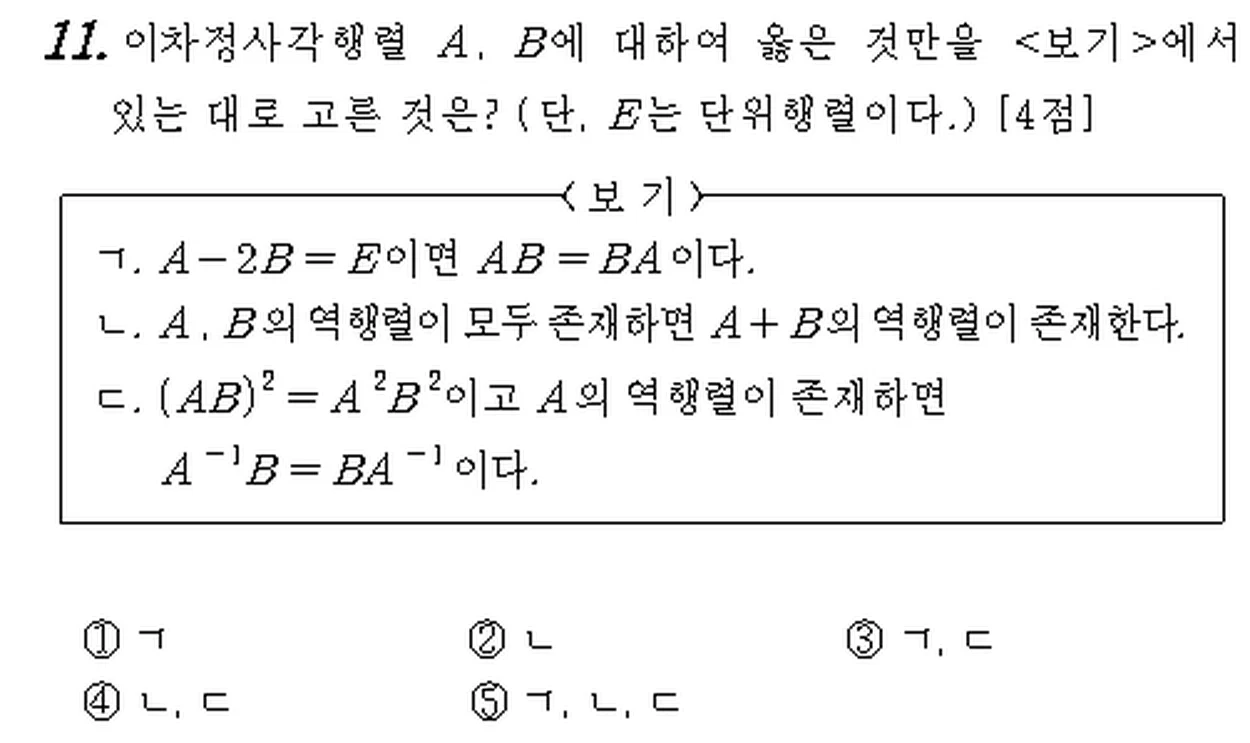 11. 이차정사각행렬 A, B에 대하여 옳은 것만을 <보기>에서
있는 대로 고른 것은? (단, E는 단위행렬이다.) [4점]
<보 기>
ㄱ. A-2B=E이면 AB=BA이다.
ㄴ. A, B의 역행렬이 모두 존재하면 A+B의 역행렬이 존재한다.
ㄷ. (AB)²=A²B²이고 A의 역행렬이 존재하면
A⁻¹B=BA⁻¹이다.
① ㄱ ② ㄴ ③ ㄱ, ㄷ
④ ㄴ, ㄷ ⑤ ㄱ, ㄴ, ㄷ